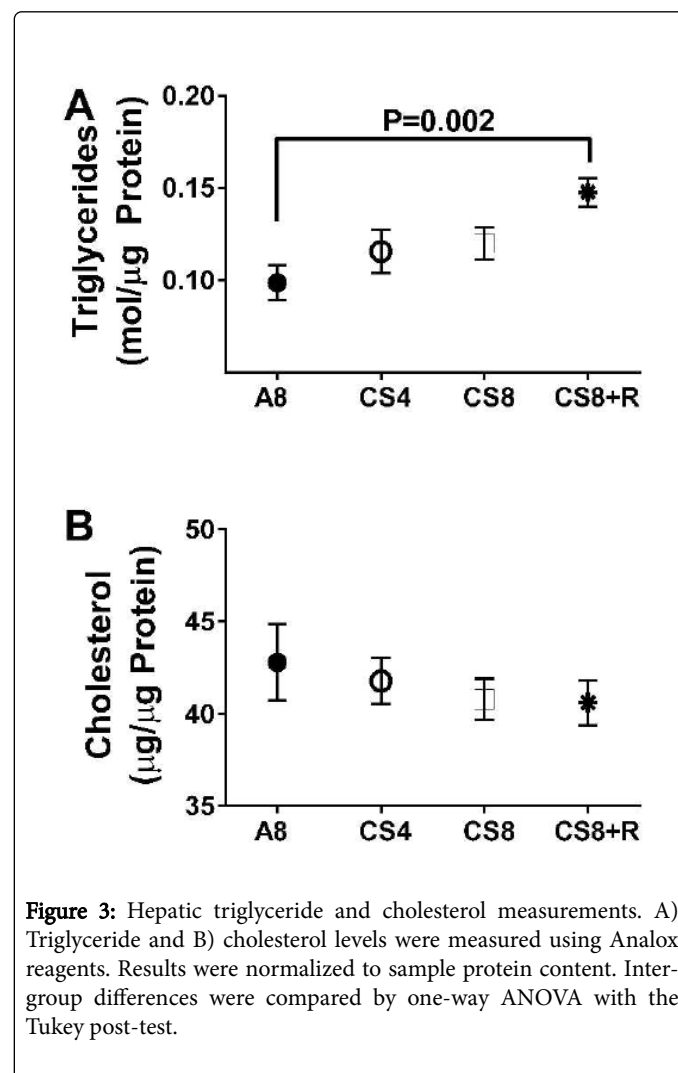 A
Triglycerides
(mol/µg Protein)
0.20
0.15
0.10
P=0.002
A8 CS4 CS8 CS8+R
B
Cholesterol
(µg/µg Protein)
50
45
40
35
A8 CS4 CS8 CS8+R
Figure 3: Hepatic triglyceride and cholesterol measurements. A)
Triglyceride and B) cholesterol levels were measured using Analox
reagents. Results were normalized to sample protein content. Inter-
group differences were compared by one-way ANOVA with the
Tukey post-test.